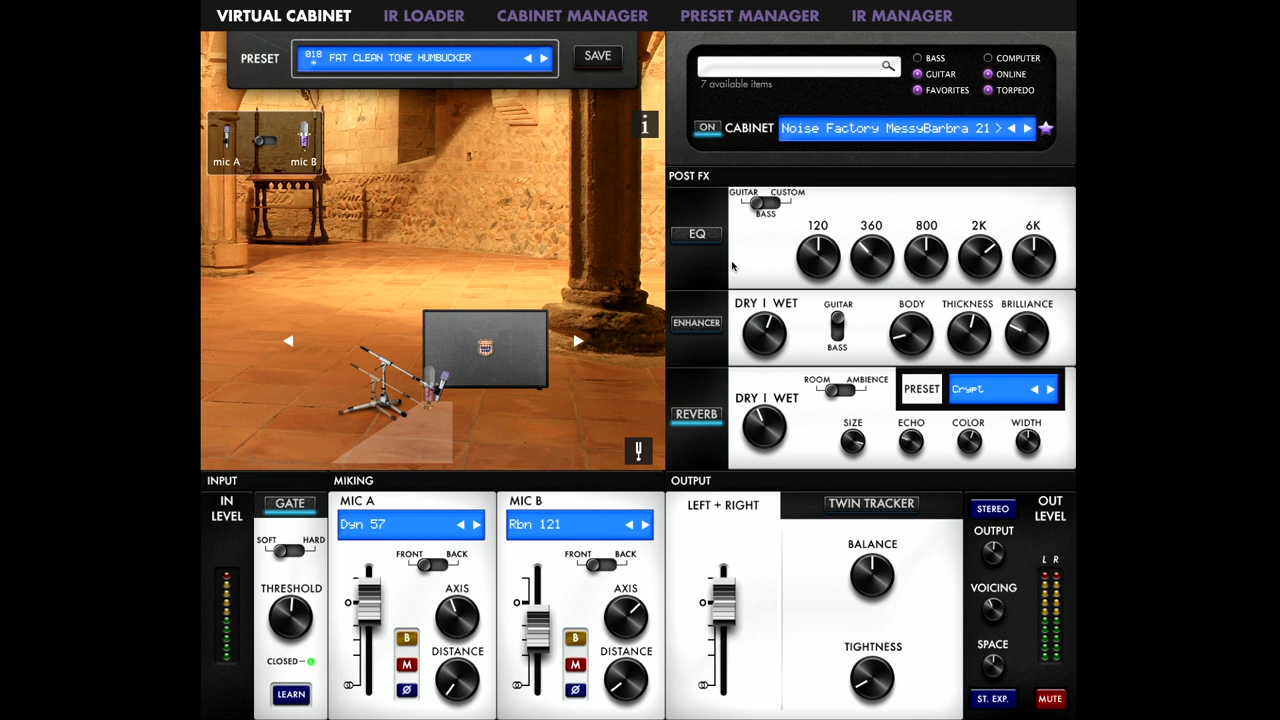 VIRTUAL CABINET IR LOADER CABINET MANAGER PRESET MANAGER IR MANAGER
PRESET
018
* FAT CLEAN TONE HUMBUCKER
SAVE
mic A mic B
i
7 available items
BASS COMPUTER
GUITAR ONLINE
FAVORITES TORPEDO
ON CABINET Noise Factory MessyBarbra 21 >
POST FX
EQ
GUITAR CUSTOM
BASS
120 360 800 2K 6K
ENHANCER
DRY | WET
GUITAR
BASS
BODY THICKNESS BRILLIANCE
REVERB
DRY | WET
ROOM AMBIENCE
PRESET Crypt
SIZE ECHO COLOR WIDTH
INPUT
IN
LEVEL
GATE
SOFT HARD
THRESHOLD
CLOSED
LEARN
MIKING
MIC A
Dyn 57
FRONT BACK
AXIS
0
B
M
Ø
DISTANCE
∞
MIC B
Rbn 121
FRONT BACK
AXIS
0
B
M
Ø
DISTANCE
∞
OUTPUT
LEFT + RIGHT
0
∞
TWIN TRACKER
BALANCE
TIGHTNESS
STEREO
OUTPUT
VOICING
SPACE
ST. EXP.
OUT
LEVEL
L R
MUTE